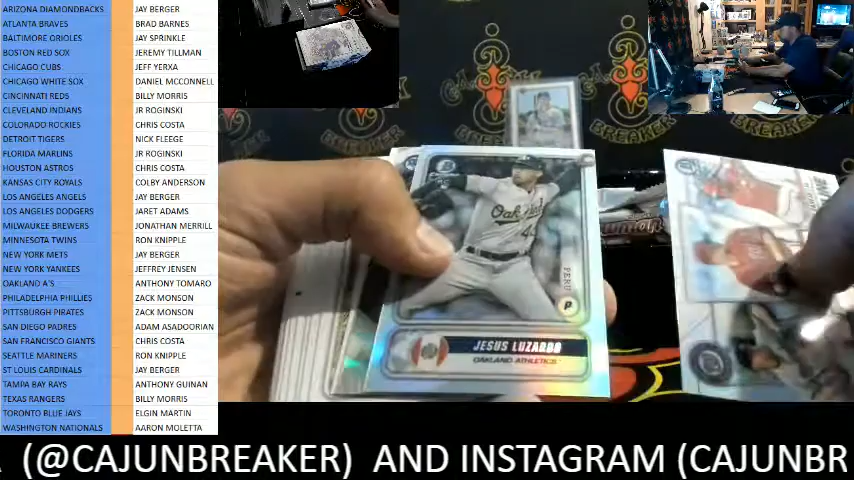 ARIZONA DIAMONDBACKS JAY BERGER
ATLANTA BRAVES BRAD BARNES
BALTIMORE ORIOLES JAY SPRINKLE
BOSTON RED SOX JEREMY TILLMAN
CHICAGO CUBS JEFF YERXA
CHICAGO WHITE SOX DANIEL MCCONNELL
CINCINNATI REDS BILLY MORRIS
CLEVELAND INDIANS JR ROGINSKI
COLORADO ROCKIES CHRIS COSTA
DETROIT TIGERS NICK FLEEGE
FLORIDA MARLINS JR ROGINSKI
HOUSTON ASTROS CHRIS COSTA
KANSAS CITY ROYALS COLBY ANDERSON
LOS ANGELES ANGELS JAY BERGER
LOS ANGELES DODGERS JARET ADAMS
MILWAUKEE BREWERS JONATHAN MERRILL
MINNESOTA TWINS RON KNIPPLE
NEW YORK METS JAY BERGER
NEW YORK YANKEES JEFFREY JENSEN
OAKLAND A'S ANTHONY TOMARO
PHILADELPHIA PHILLIES ZACK MONSON
PITTSBURGH PIRATES ZACK MONSON
SAN DIEGO PADRES ADAM ASADOORIAN
SAN FRANCISCO GIANTS CHRIS COSTA
SEATTLE MARINERS RON KNIPPLE
ST LOUIS CARDINALS JAY BERGER
TAMPA BAY RAYS ANTHONY GUINAN
TEXAS RANGERS BILLY MORRIS
TORONTO BLUE JAYS ELGIN MARTIN
WASHINGTON NATIONALS AARON MOLETTA
CAJUN
BREAKER
BREAKER
Oakland
PERU
P
JESUS LUZARDO
OAKLAND ATHLETICS
(@CAJUNBREAKER) AND INSTAGRAM (CAJUNBR